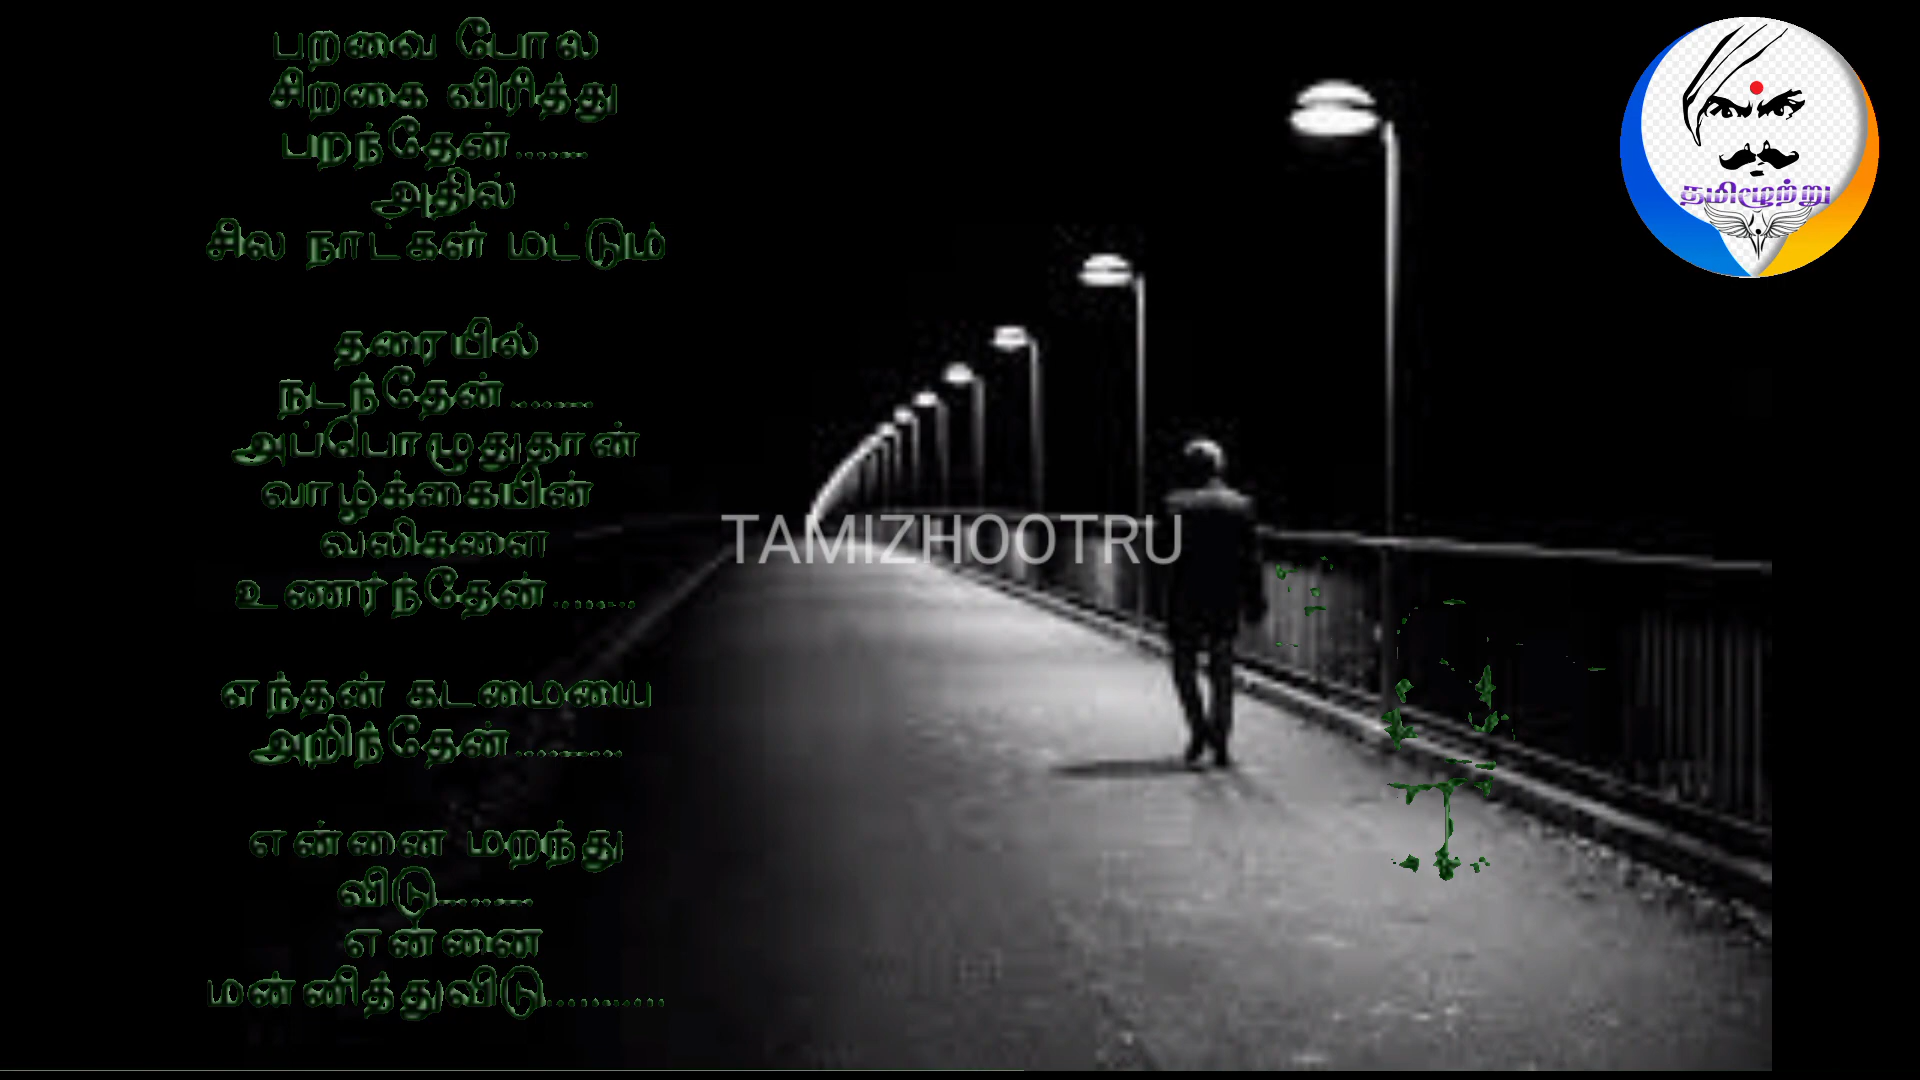 பறவை போல
சிறகை விரித்து
பறந்தேன்.......
அதில்
சில நாட்கள் மட்டும்
தரையில்
நடந்தேன்........
அப்பொழுதுதான்
வாழ்க்கையின்
வலிகளை
உணர்ந்தேன்........
எந்தன் கடமையை
அறிந்தேன்..........
என்னை மறந்து
விடு.........
என்னை
மன்னித்துவிடு...........
TAMIZHOOTRU
தமிழூற்று